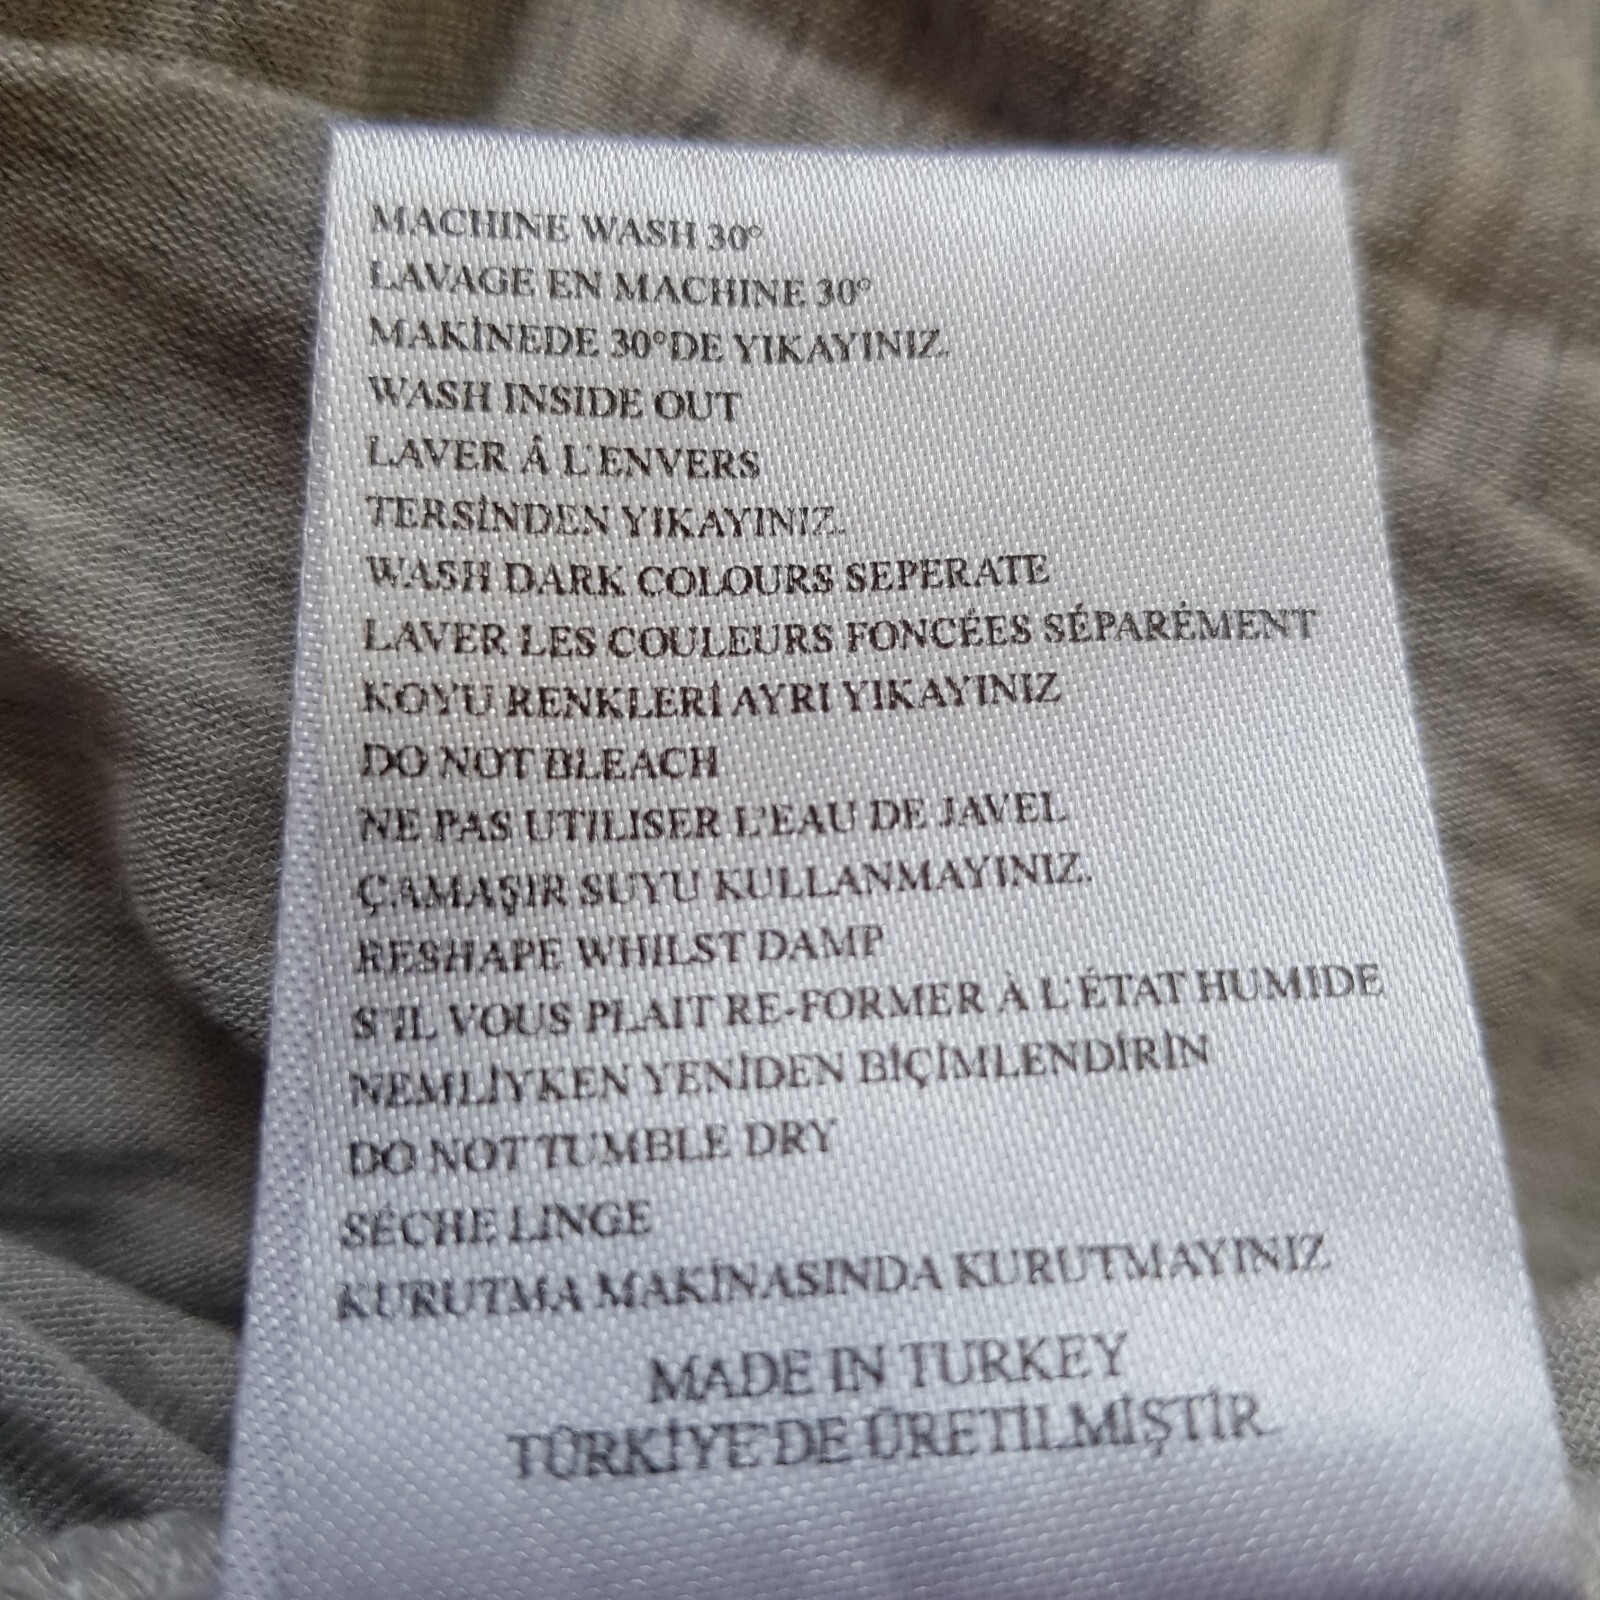 MACHINE WASH 30°
LAVAGE EN MACHINE 30°
MAKİNEDE 30°DE YIKAYINIZ.
WASH INSIDE OUT
LAVER Â L'ENVERS
TERSİNDEN YIKAYINIZ.
WASH DARK COLOURS SEPERATE
LAVER LES COULEURS FONCÉES SÉPARÉMENT
KOYU RENKLERİ AYRI YIKAYINIZ
DO NOT BLEACH
NE PAS UTILISER L'EAU DE JAVEL
ÇAMAŞIR SUYU KULLANMAYINIZ.
RESHAPE WHILST DAMP
S'IL VOUS PLAIT RE-FORMER À L'ÉTAT HUMIDE
NEMLİYKEN YENİDEN BİÇİMLENDİRİN
DO NOT TUMBLE DRY
SÉCHE LINGE
KURUTMA MAKİNASINDA KURUTMAYINIZ
MADE IN TURKEY
TÜRKİYE'DE ÜRETİLMİŞTİR